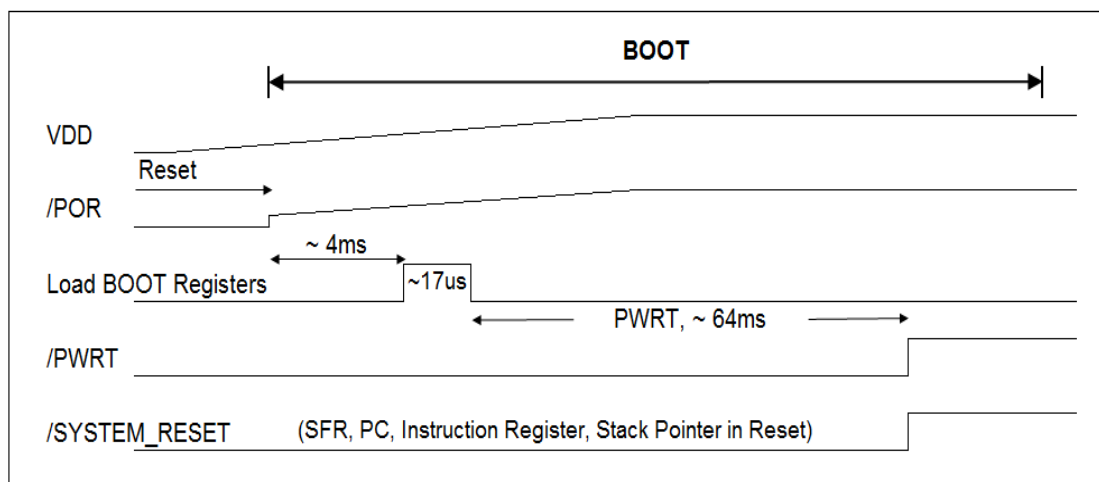 BOOT
VDD
Reset
/POR
~ 4ms
Load BOOT Registers
~17us
PWRT, ~ 64ms
/PWRT
/SYSTEM_RESET
(SFR, PC, Instruction Register, Stack Pointer in Reset)